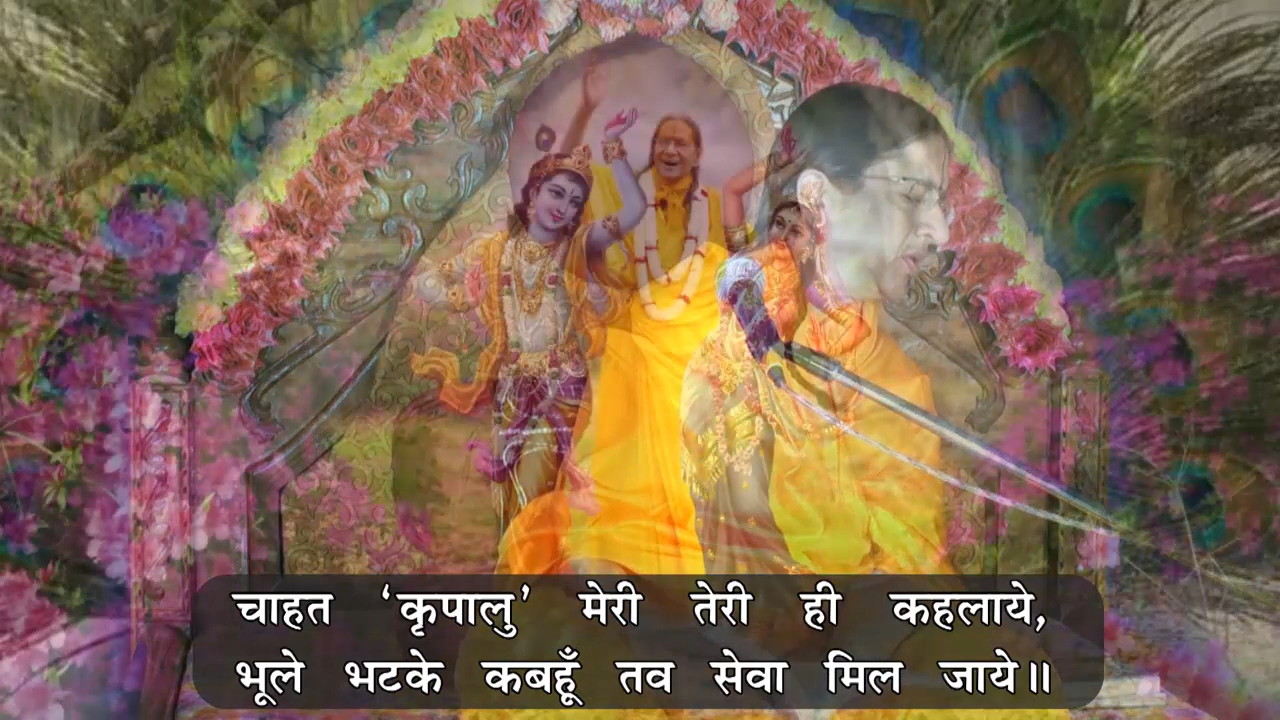 चाहत ‘कृपालु’ मेरी तेरी ही कहलाये,
भूले भटके कबहूँ तव सेवा मिल जाये॥